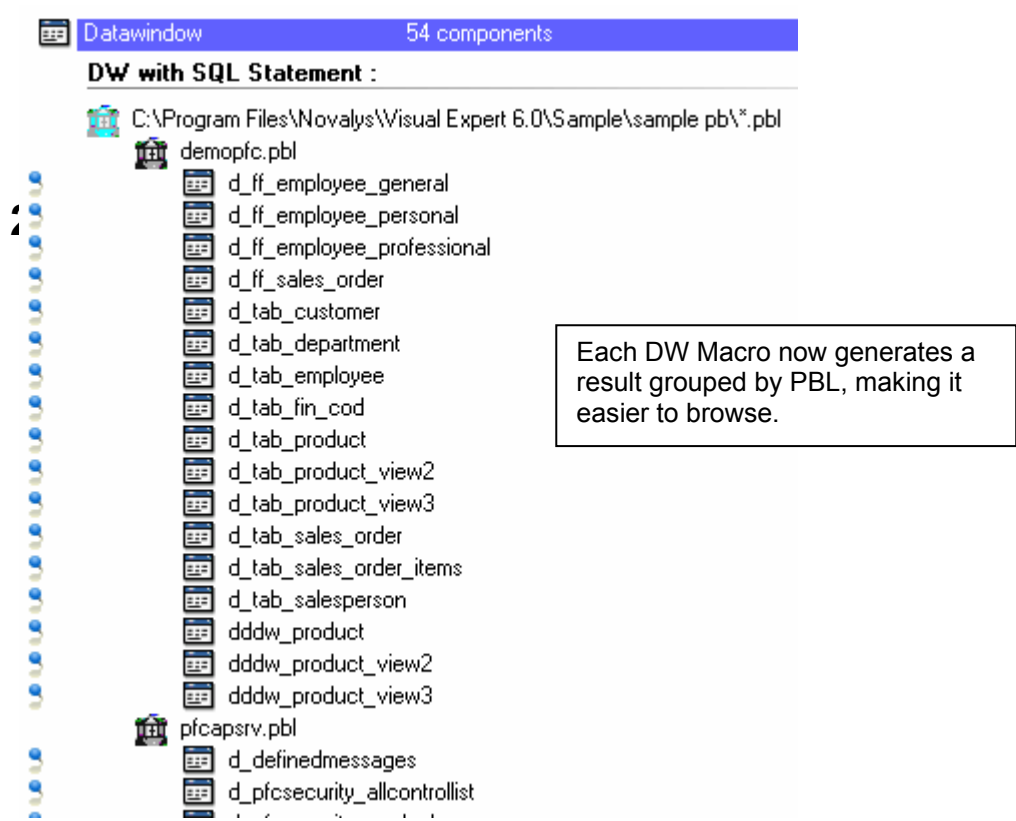 Datawindow 54 components
DW with SQL Statement :
C:\Program Files\Novalys\Visual Expert 6.0\Sample\sample pb\*.pbl
demopfc.pbl
d_ff_employee_general
d_ff_employee_personal
d_ff_employee_professional
d_ff_sales_order
d_tab_customer
d_tab_department
d_tab_employee
d_tab_fin_cod
d_tab_product
d_tab_product_view2
d_tab_product_view3
d_tab_sales_order
d_tab_sales_order_items
d_tab_salesperson
dddw_product
dddw_product_view2
dddw_product_view3
pfcapsrv.pbl
d_definedmessages
d_pfcsecurity_allcontrollist
Each DW Macro now generates a
result grouped by PBL, making it
easier to browse.